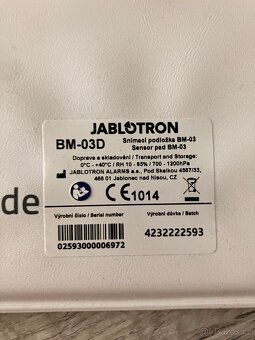 JABLOTRON
BM-03D
Snímací podložka BM-03
Sensor pad BM-03
Doprava a skladování / Transport and Storage:
0°C - +40°C / RH 10 - 85% / 700 - 1200hPa
JABLOTRON ALARMS a.s., Pod Skalkou 4567/33,
466 01 Jablonec nad Nisou, CZ
de
CE 1014
Výrobní číslo / Serial number
Výrobní dávka / Batch
02593000006972
4232222593